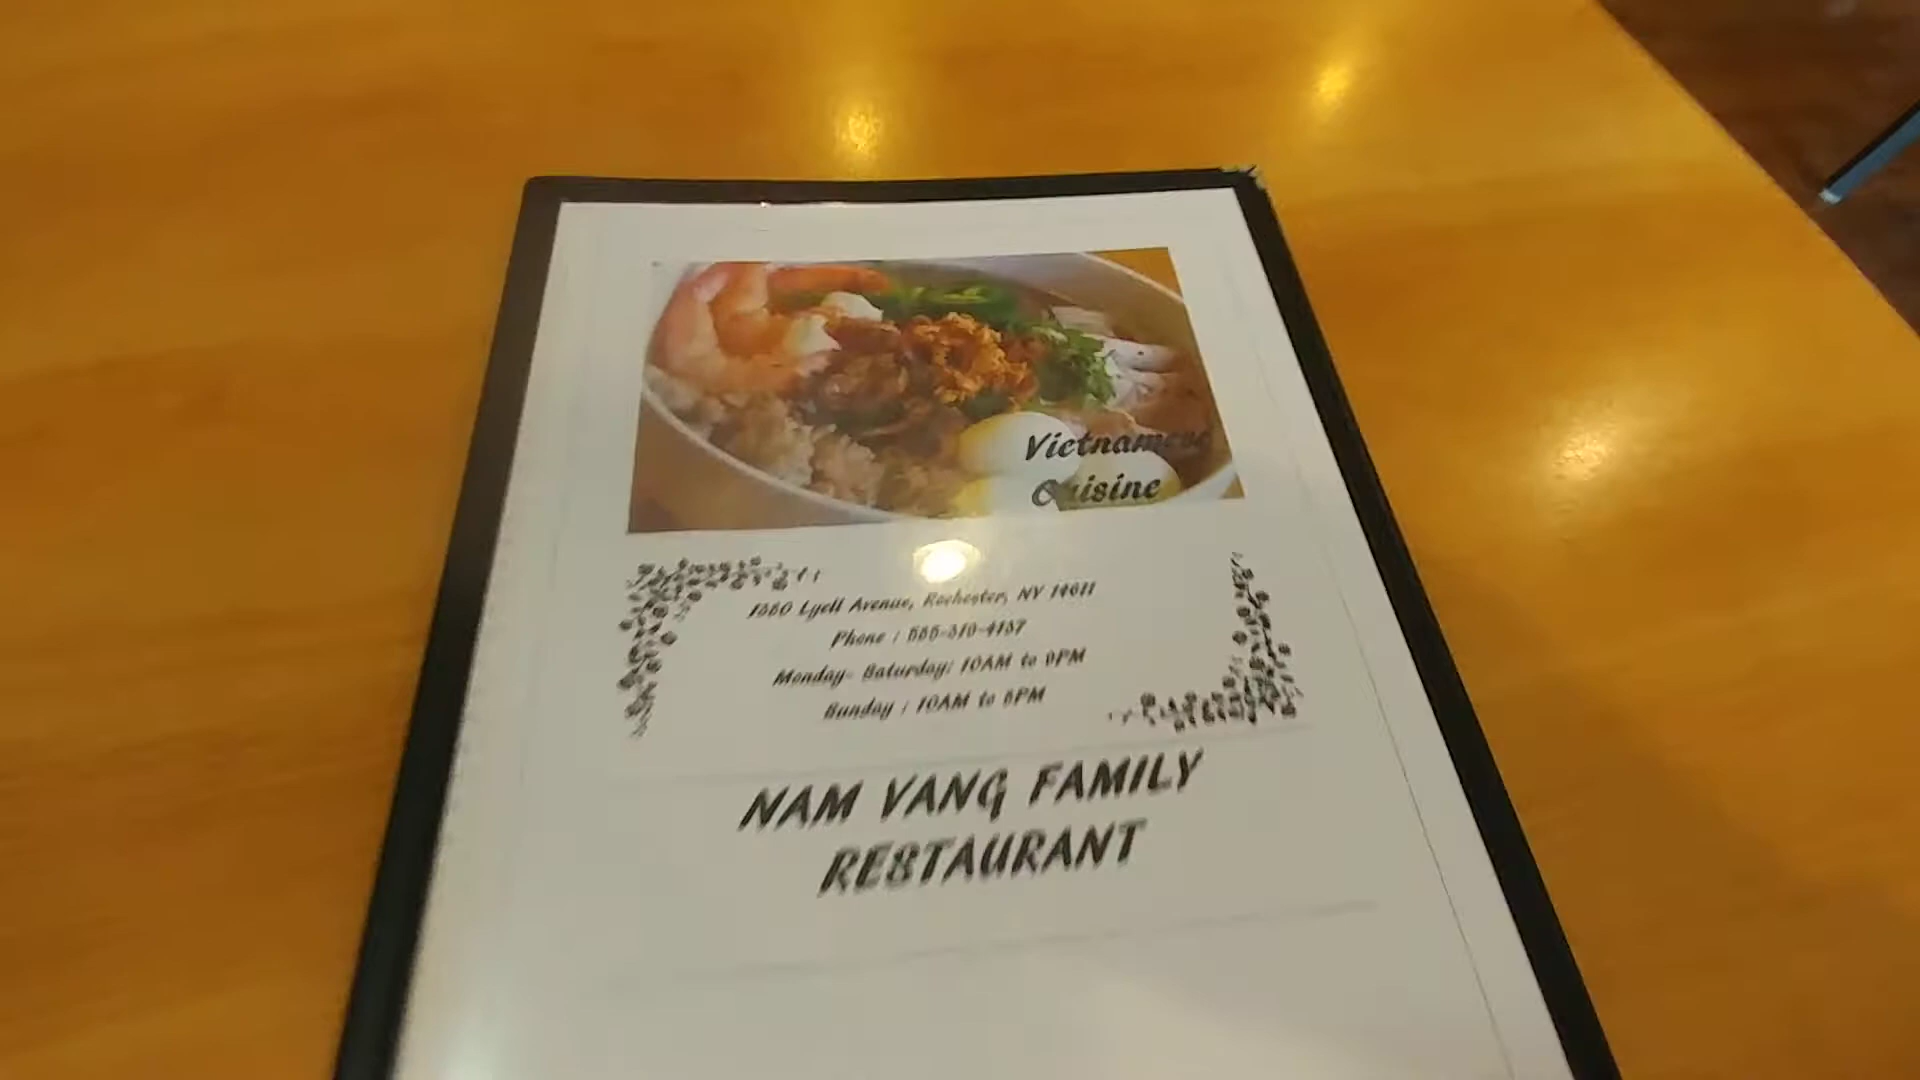 Vietnamese
Cuisine
Lyell Avenue, Rochester, NY
Phone :
Monday- Saturday: 10AM to 9PM
Sunday : 10AM to
NAM VANG FAMILY
RESTAURANT